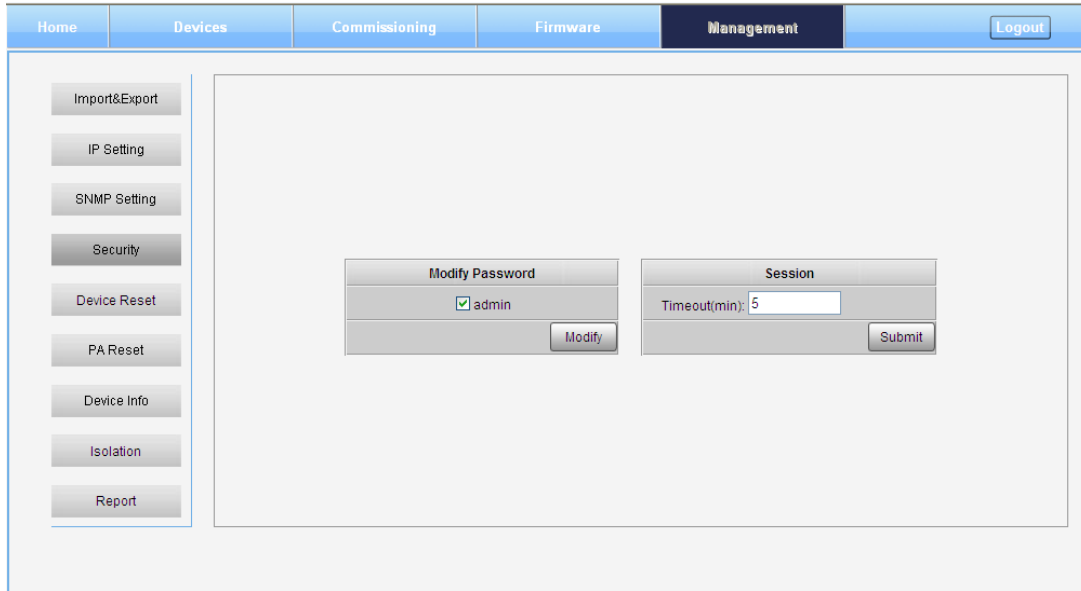 Home Devices Commissioning Firmware Management Logout
Import&Export
IP Setting
SNMP Setting
Security
Device Reset
PA Reset
Device Info
Isolation
Report
Modify Password
admin
Modify
Session
Timeout(min): 5
Submit